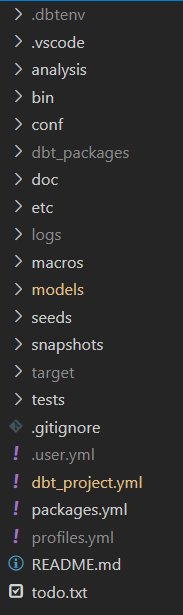 .dbtenv
.vscode
analysis
bin
conf
dbt_packages
doc
etc
logs
macros
models
seeds
snapshots
target
tests
.gitignore
.user.yml
dbt_project.yml
packages.yml
profiles.yml
README.md
todo.txt